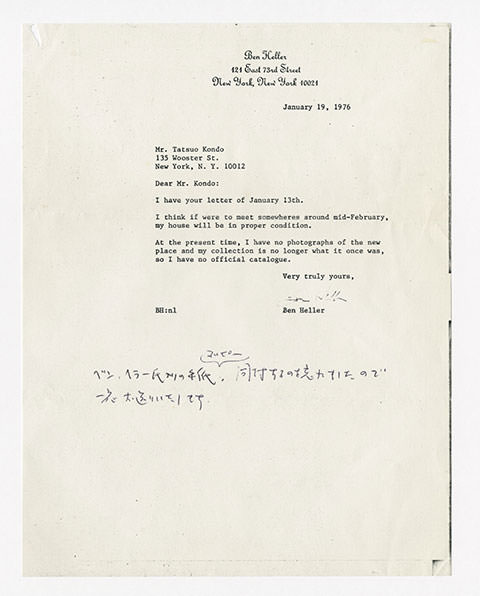 Ben Heller
121 East 73rd Street
New York, New York 10021
January 19, 1976
Mr. Tatsuo Kondo
135 Wooster St.
New York, N. Y. 10012
Dear Mr. Kondo:
I have your letter of January 13th.
I think if were to meet somewheres around mid-February,
my house will be in proper condition.
At the present time, I have no photographs of the new
place and my collection is no longer what it once was,
so I have no official catalogue.
Very truly yours,
BH:nl
Ben Heller
コピー
ベン、ヘラー氏よりの手紙、同封するのを忘れましたので
お送りいたします